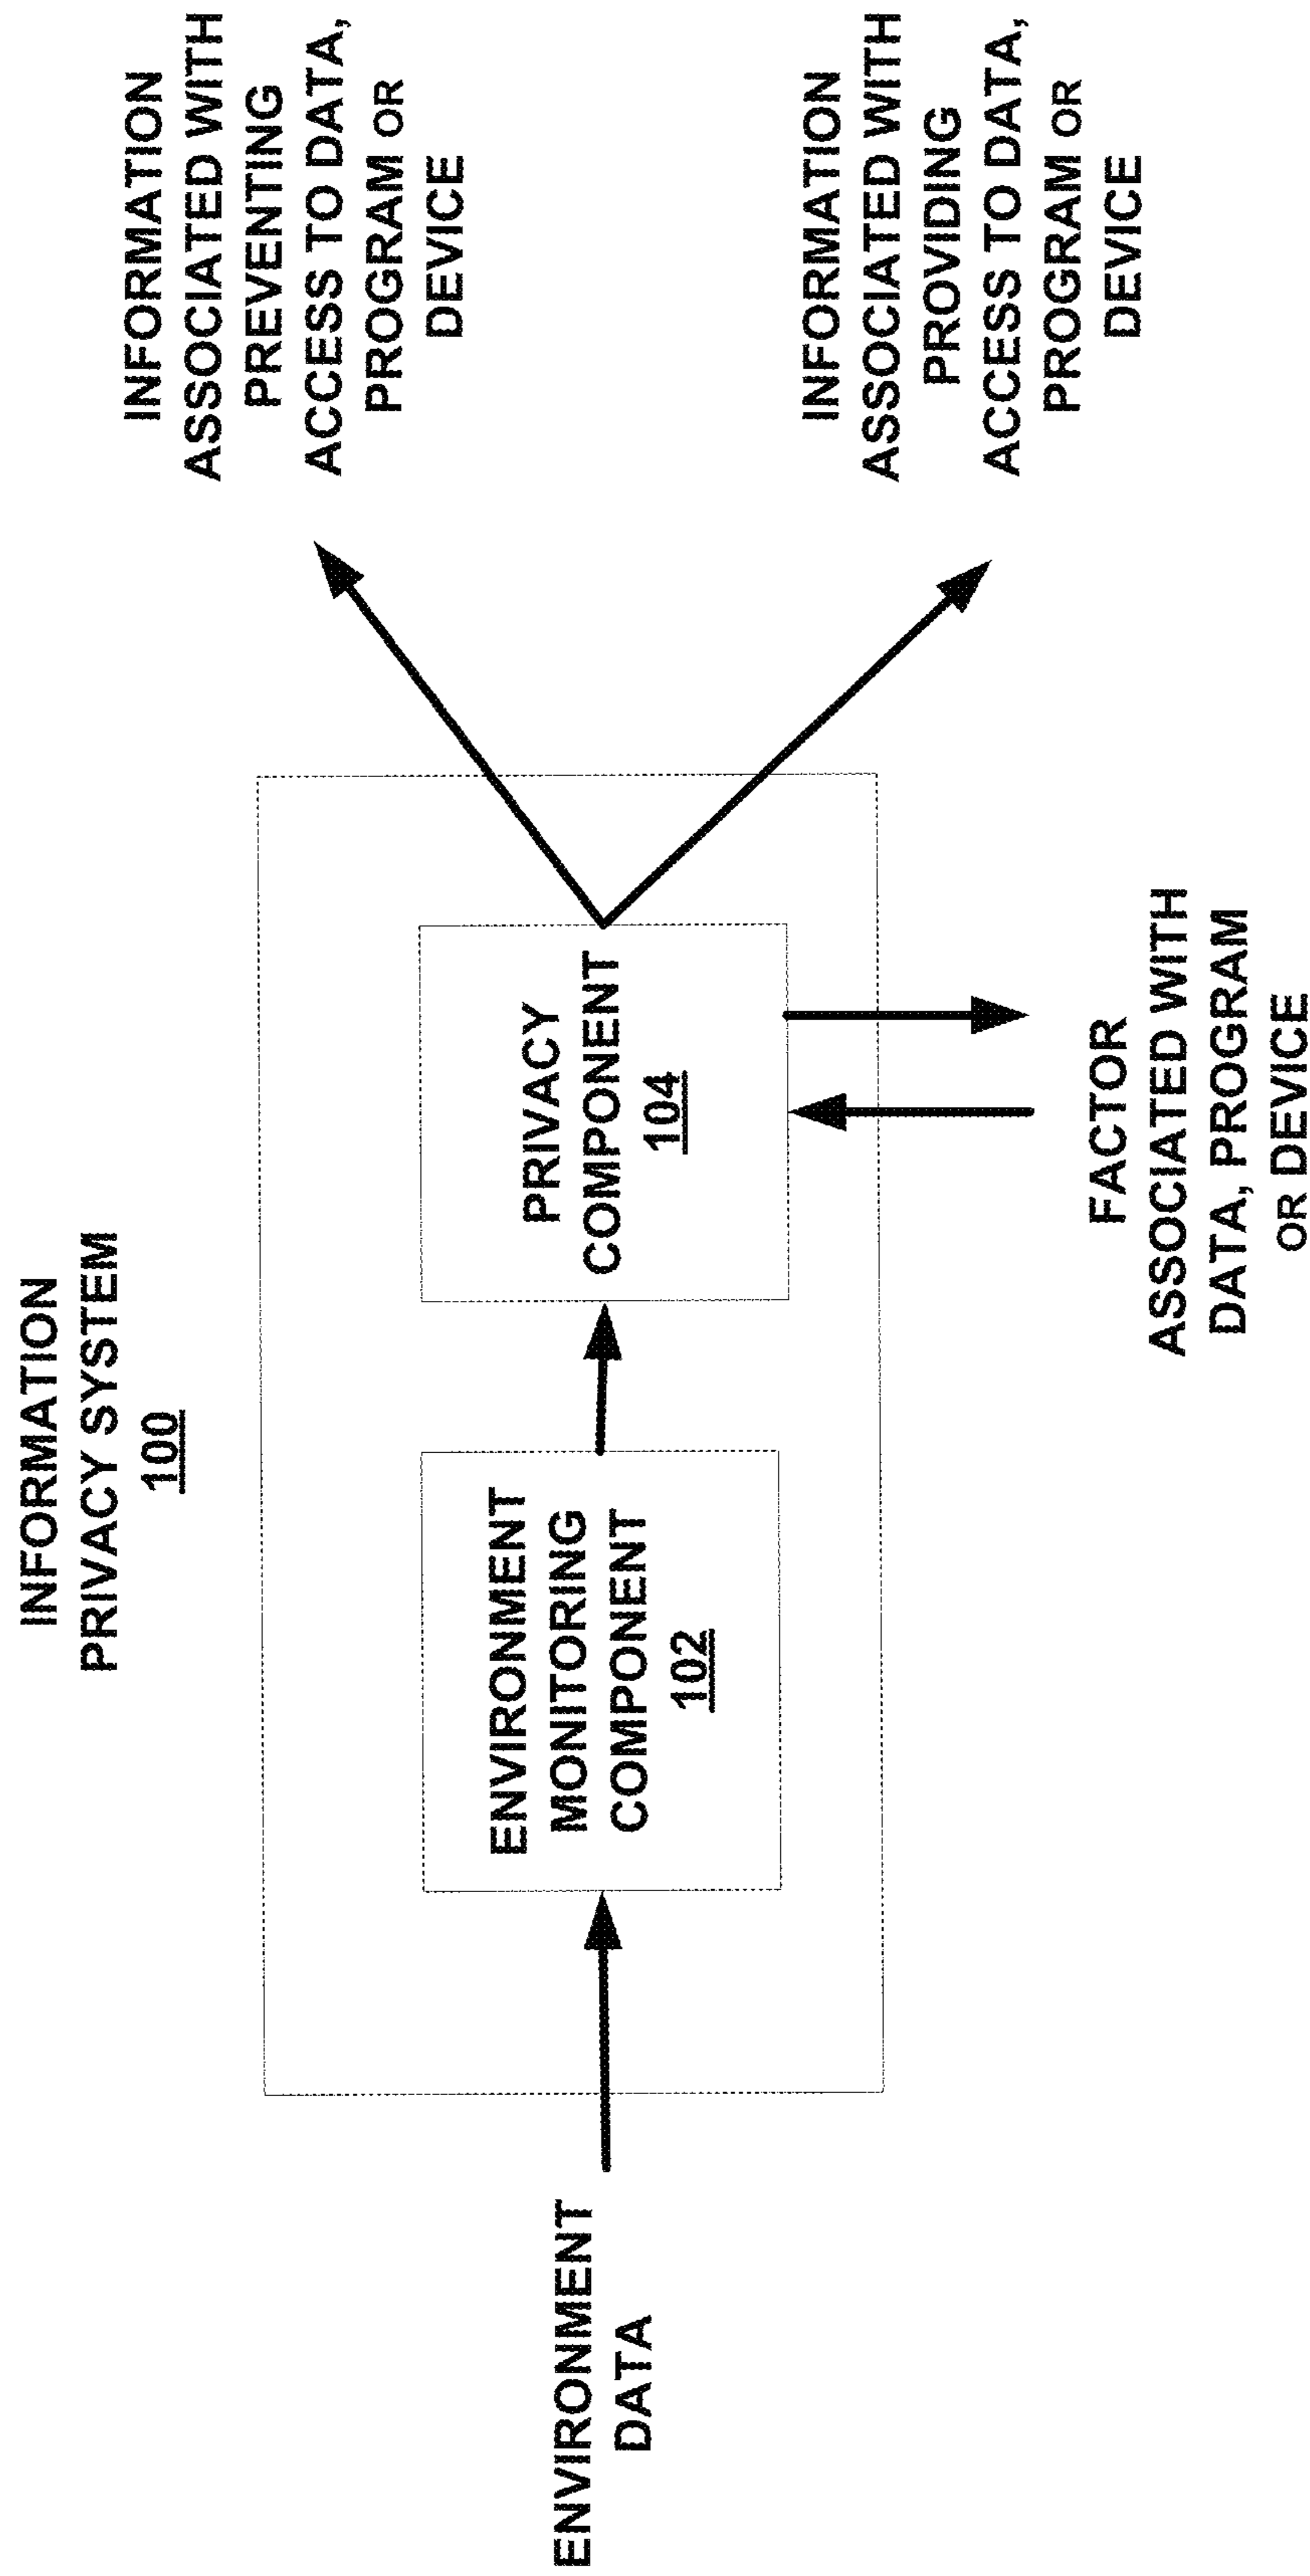 INFORMATION
PRIVACY SYSTEM
100
ENVIRONMENT
DATA
ENVIRONMENT
MONITORING
COMPONENT
102
PRIVACY
COMPONENT
104
INFORMATION
ASSOCIATED WITH
PREVENTING
ACCESS TO DATA,
PROGRAM OR
DEVICE
INFORMATION
ASSOCIATED WITH
PROVIDING
ACCESS TO DATA,
PROGRAM OR
DEVICE
FACTOR
ASSOCIATED WITH
DATA, PROGRAM
OR DEVICE